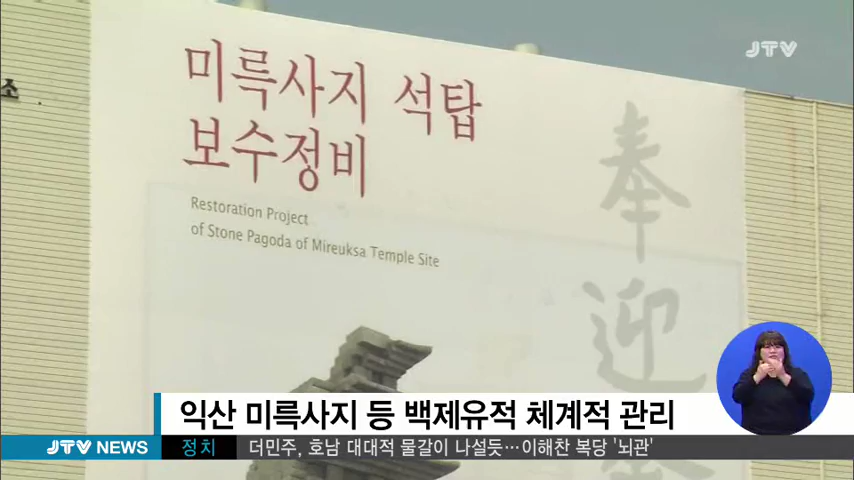 JTV
소
미륵사지 석탑
보수정비
Restoration Project
of Stone Pagoda of Mireuksa Temple Site
奉
迎
익산 미륵사지 등 백제유적 체계적 관리
JTV NEWS 정치 더민주, 호남 대대적 물갈이 나설듯…이해찬 복당 '뇌관'